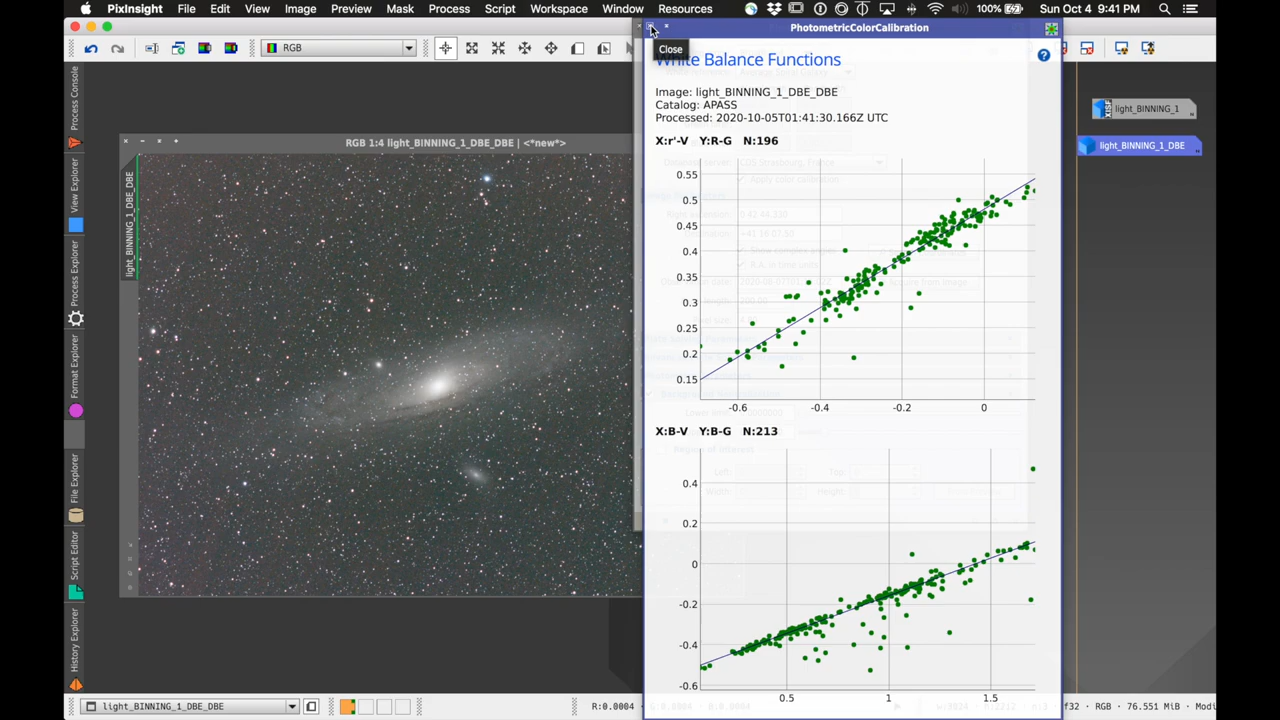 PixInsight File Edit View Image Preview Mask Process Script Workspace Window Resources 100% Sun Oct 4 9:41 PM
RGB
PhotometricColorCalibration
Close
White Balance Functions
Image: light_BINNING_1_DBE_DBE
Catalog: APASS
Processed: 2020-10-05T01:41:30.166Z UTC
X:r'-V Y:R-G N:196
0.55
0.5
0.45
0.4
0.35
0.3
0.25
0.2
0.15
-0.6 -0.4 -0.2 0
X:B-V Y:B-G N:213
0.4
0.2
0
-0.2
-0.4
-0.6
0.5 1 1.5
RGB 1:4 light_BINNING_1_DBE_DBE | <*new*>
light_BINNING_1_DBE_DBE
Process Console
View Explorer
Process Explorer
Format Explorer
File Explorer
Script Editor
History Explorer
light_BINNING_1
XISF
light_BINNING_1_DBE
light_BINNING_1_DBE_DBE
R:0.0004
f32 · RGB · 76.551 MiB · Modi